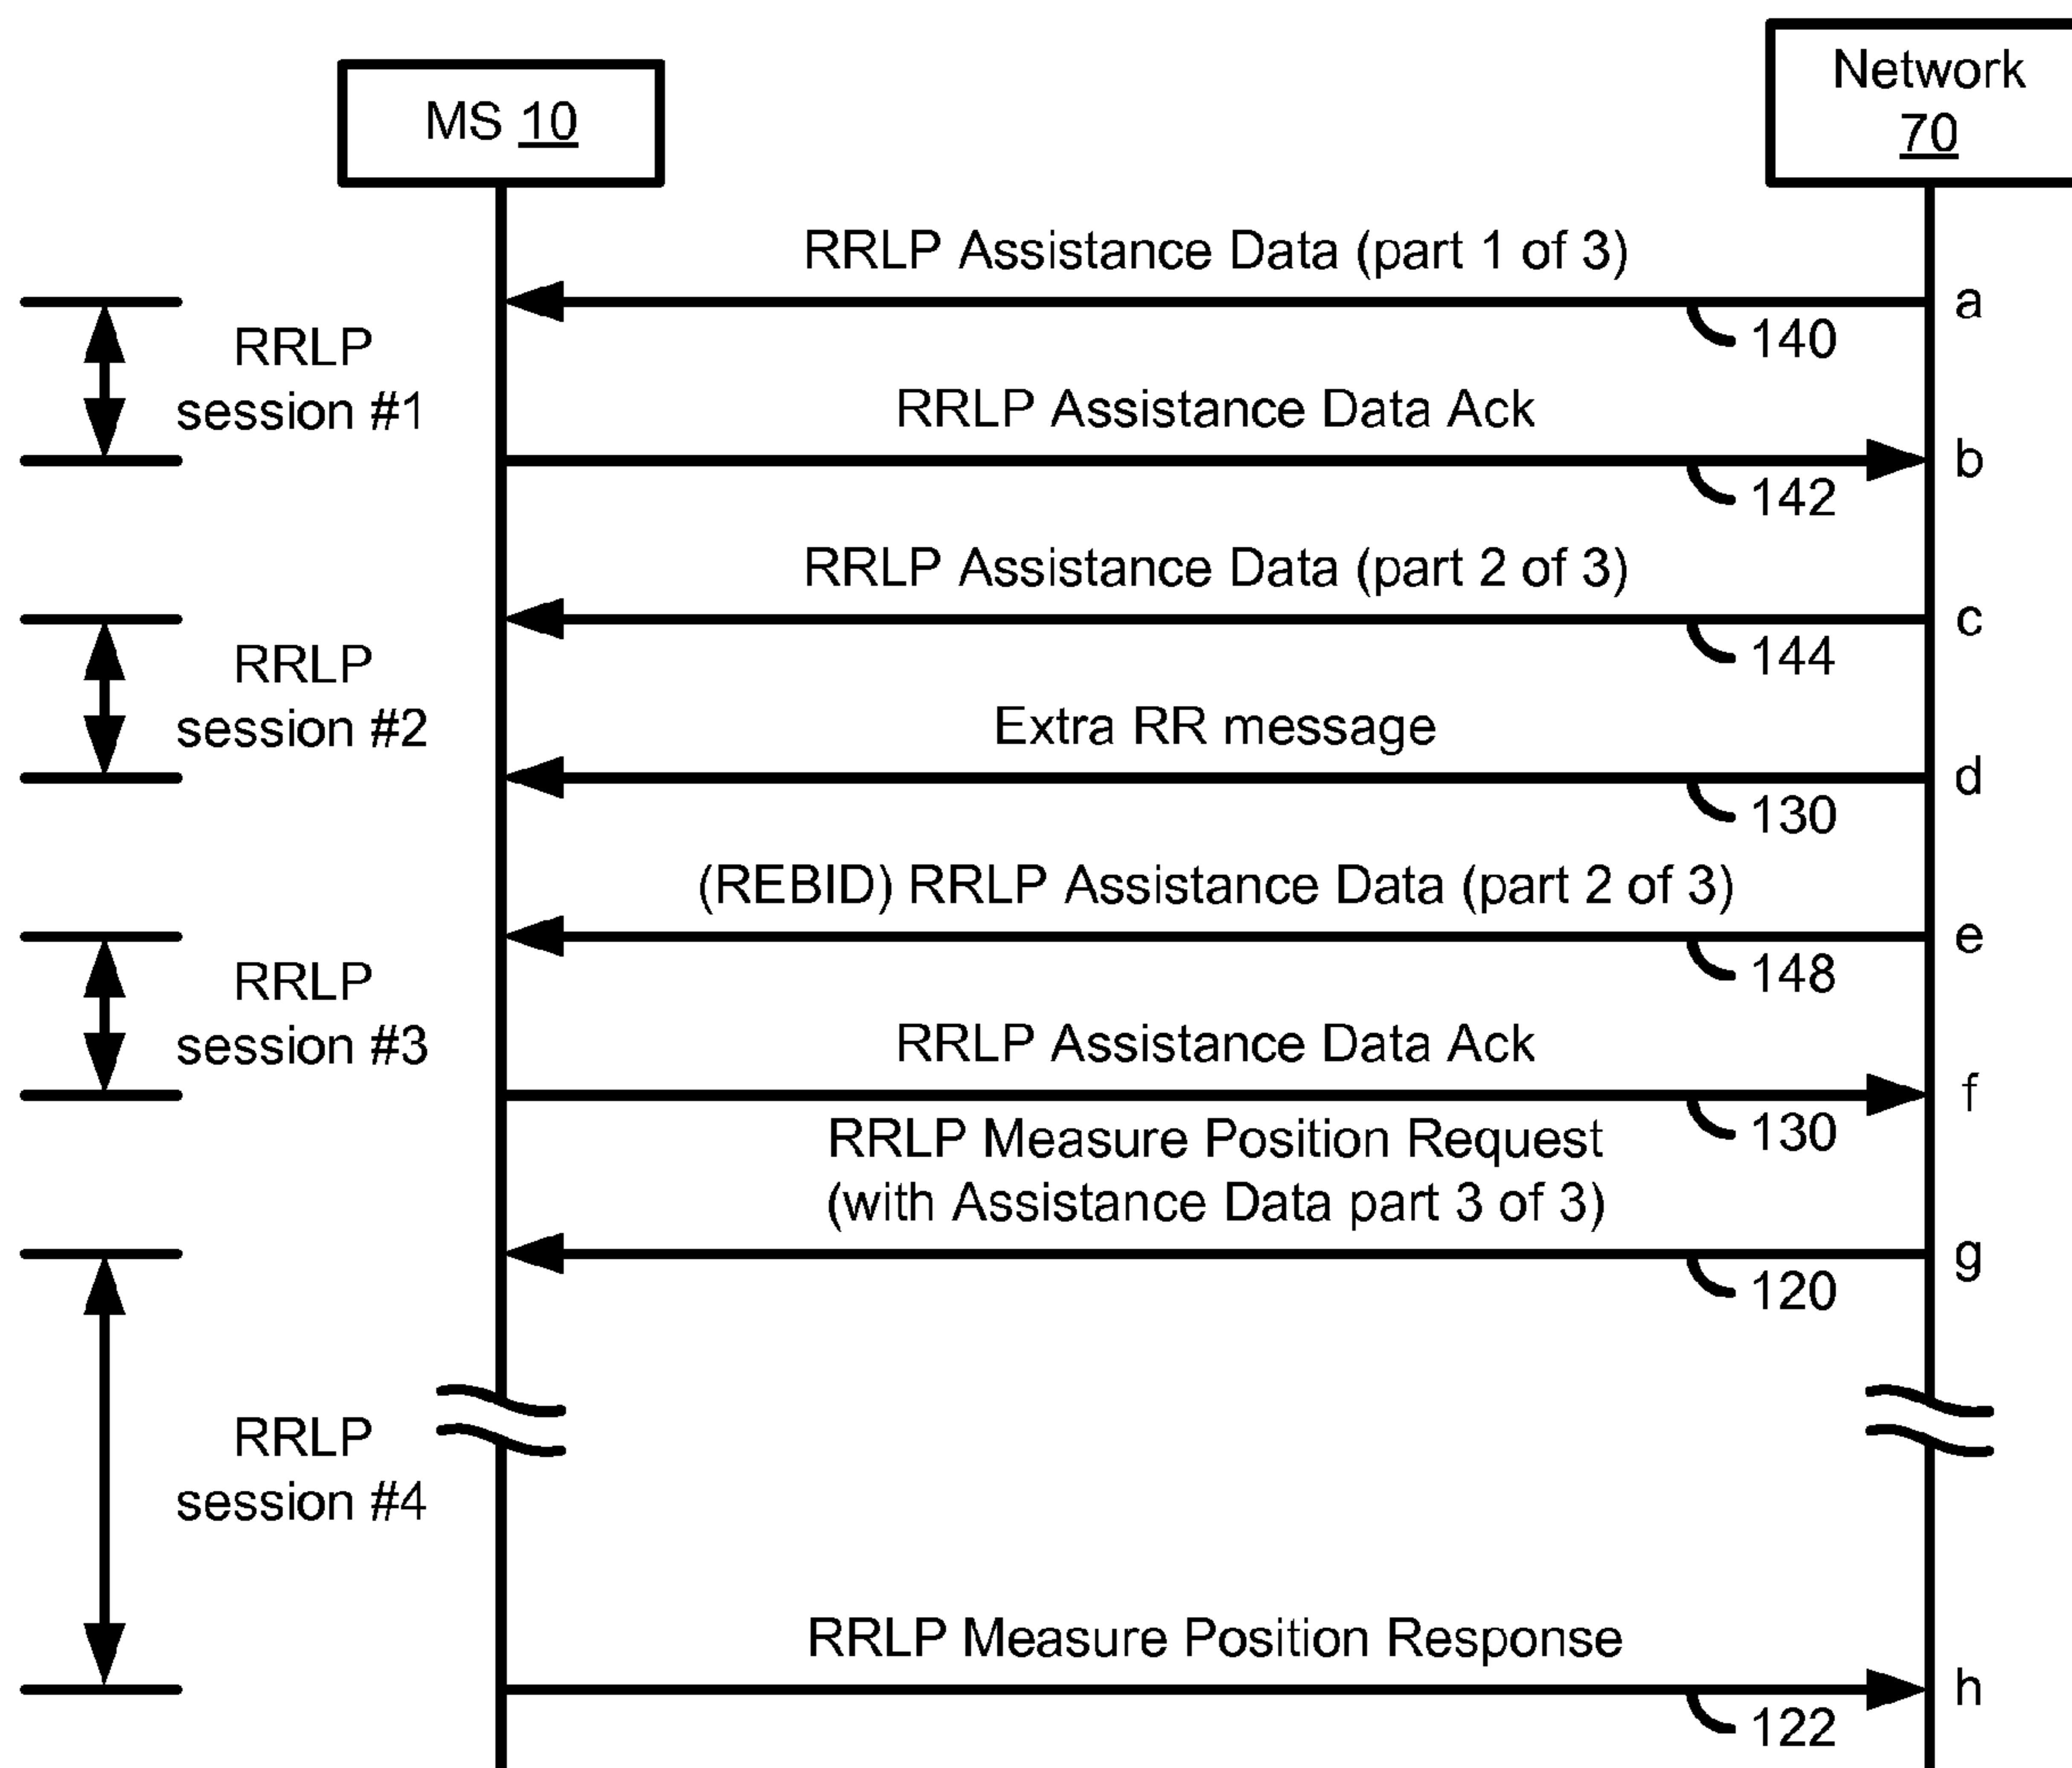 MS 10
Network
70
RRLP Assistance Data (part 1 of 3)
a
140
RRLP
session #1
RRLP Assistance Data Ack
b
142
RRLP Assistance Data (part 2 of 3)
c
144
RRLP
session #2
Extra RR message
d
130
(REBID) RRLP Assistance Data (part 2 of 3)
e
148
RRLP
session #3
RRLP Assistance Data Ack
f
130
RRLP Measure Position Request
(with Assistance Data part 3 of 3)
g
120
RRLP
session #4
RRLP Measure Position Response
h
122